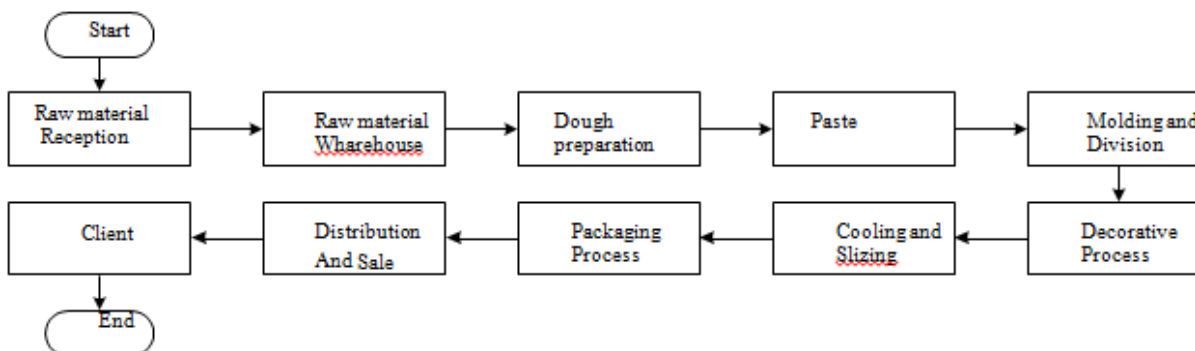 Start
Raw material
Reception
Raw material
Wharehouse
Dough
preparation
Paste
Molding and
Division
Decorative
Process
Cooling and
Slizing
Packaging
Process
Distribution
And Sale
Client
End